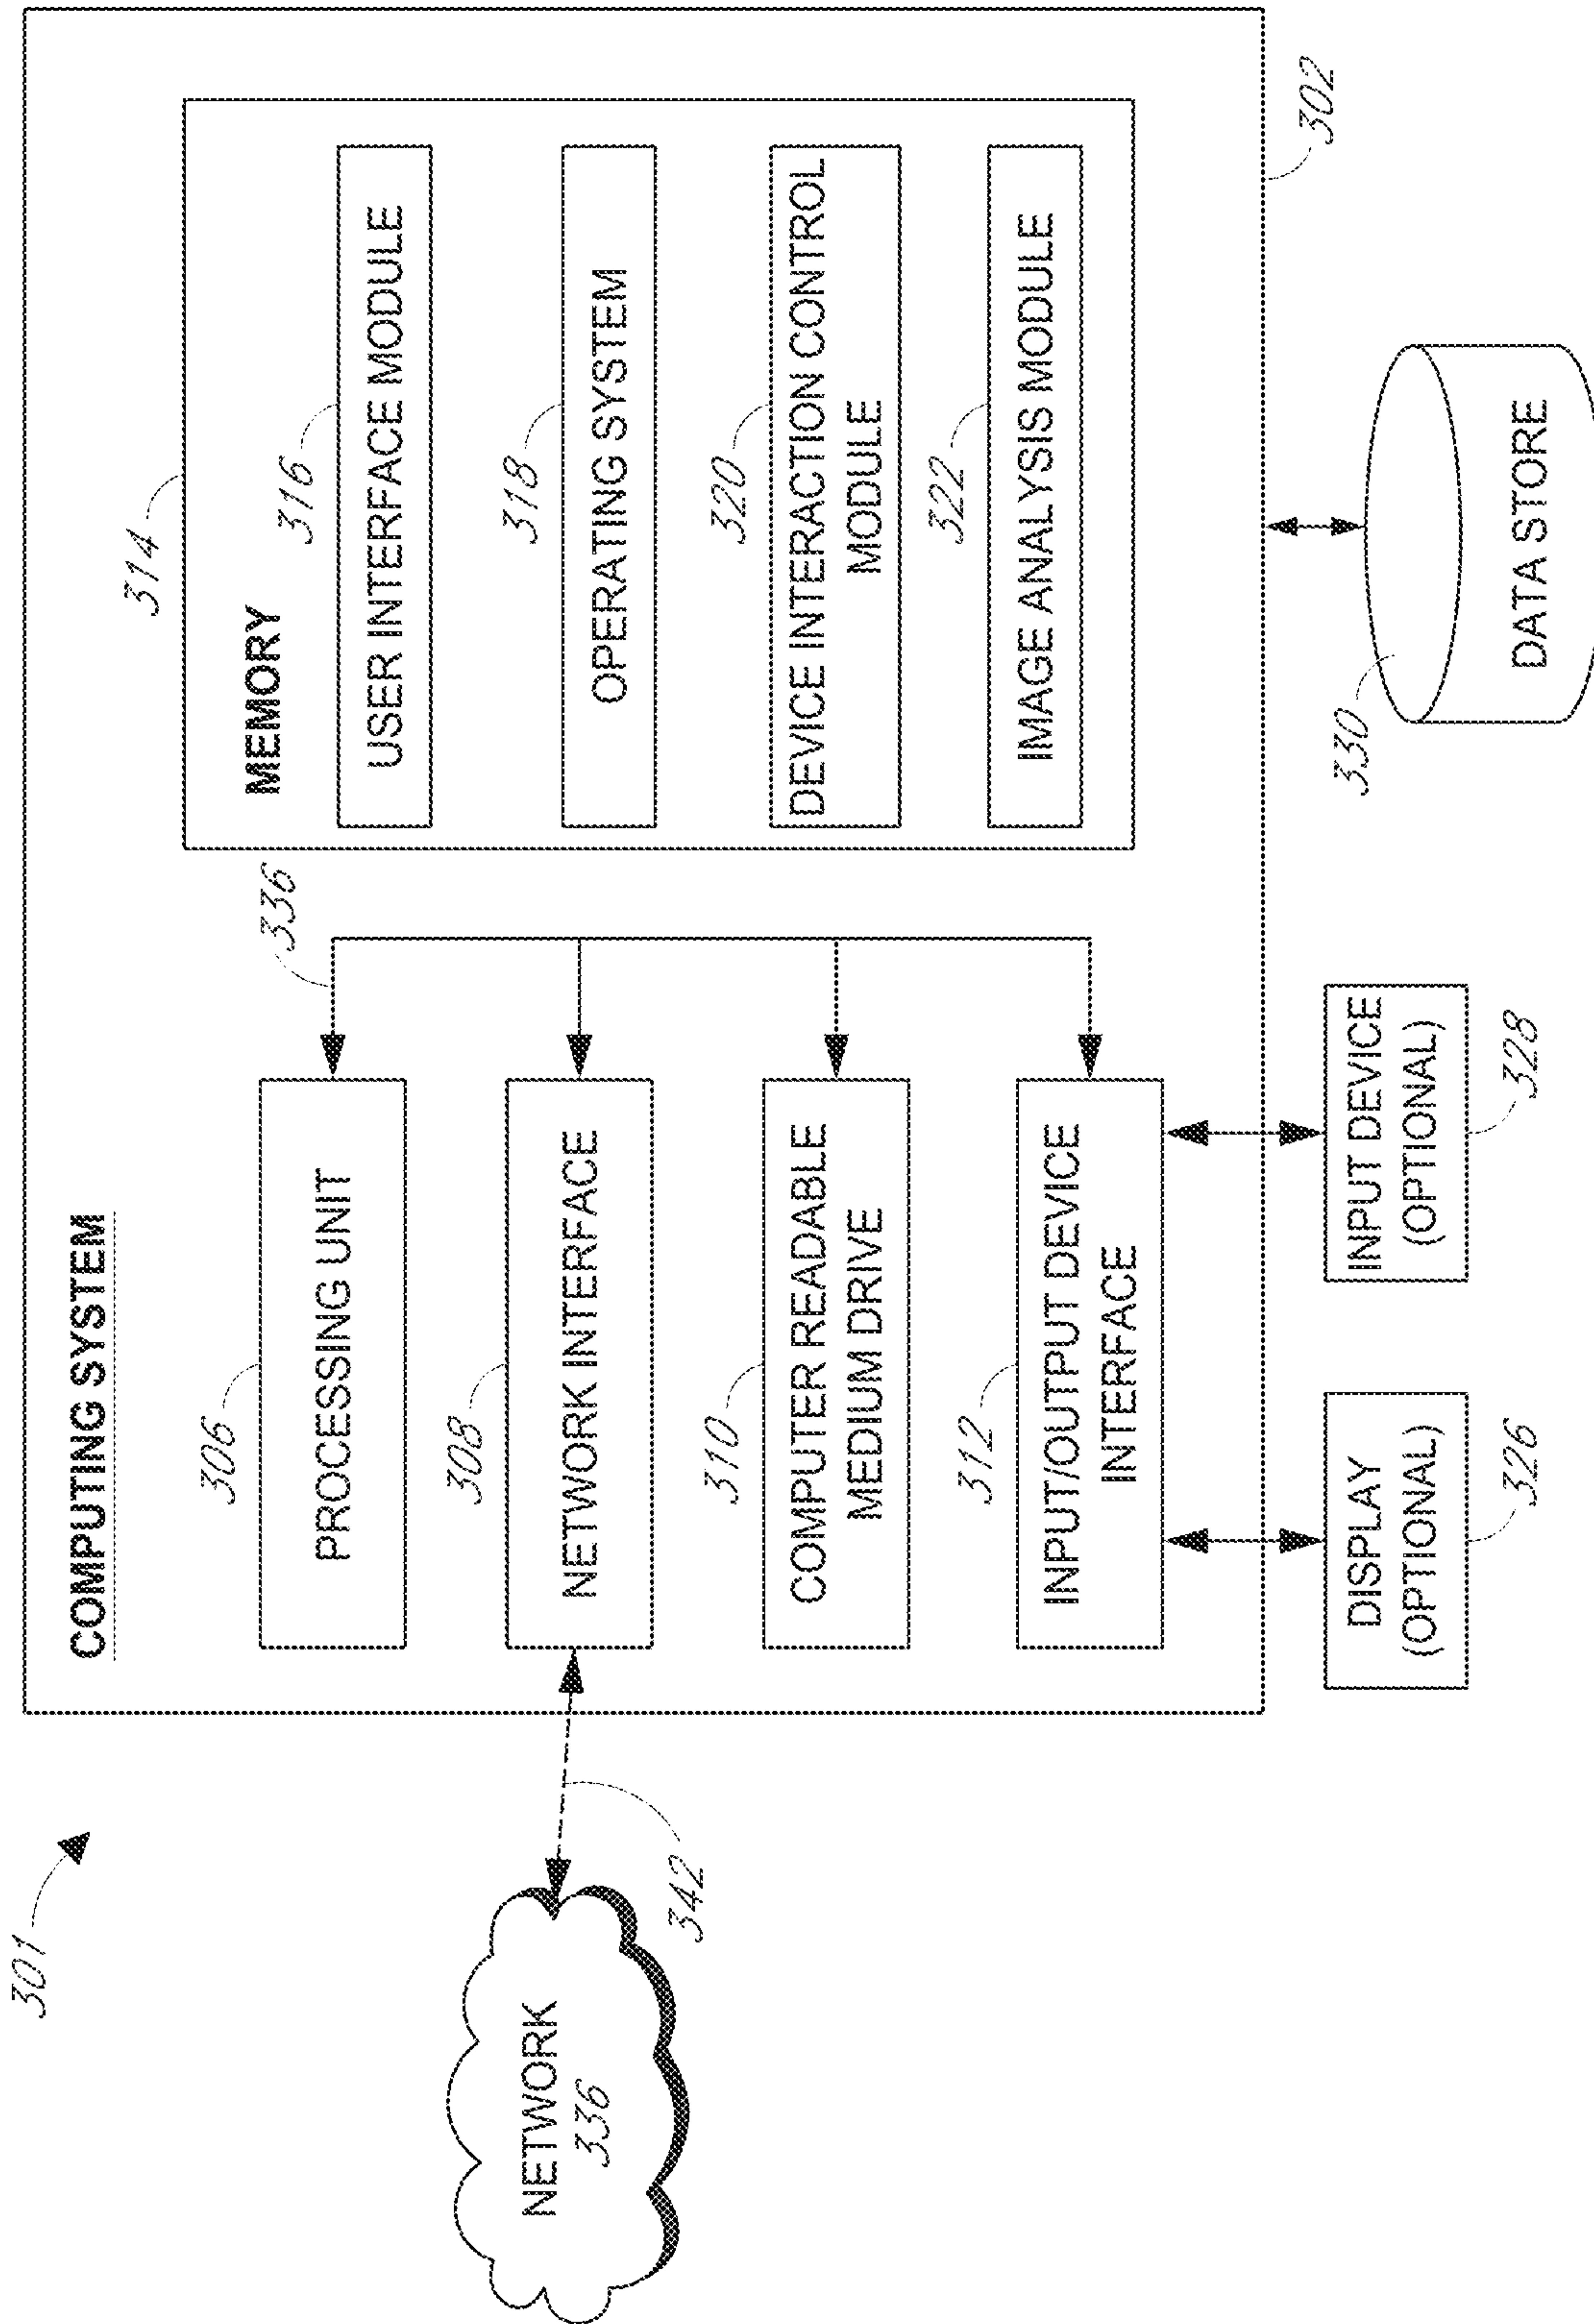 301
COMPUTING SYSTEM
314
MEMORY
306
PROCESSING UNIT
336
316
USER INTERFACE MODULE
308
NETWORK INTERFACE
318
OPERATING SYSTEM
NETWORK
336
342
310
COMPUTER READABLE
MEDIUM DRIVE
320
DEVICE INTERACTION CONTROL
MODULE
312
INPUT/OUTPUT DEVICE
INTERFACE
322
IMAGE ANALYSIS MODULE
302
DISPLAY
(OPTIONAL)
326
INPUT DEVICE
(OPTIONAL)
328
330
DATA STORE